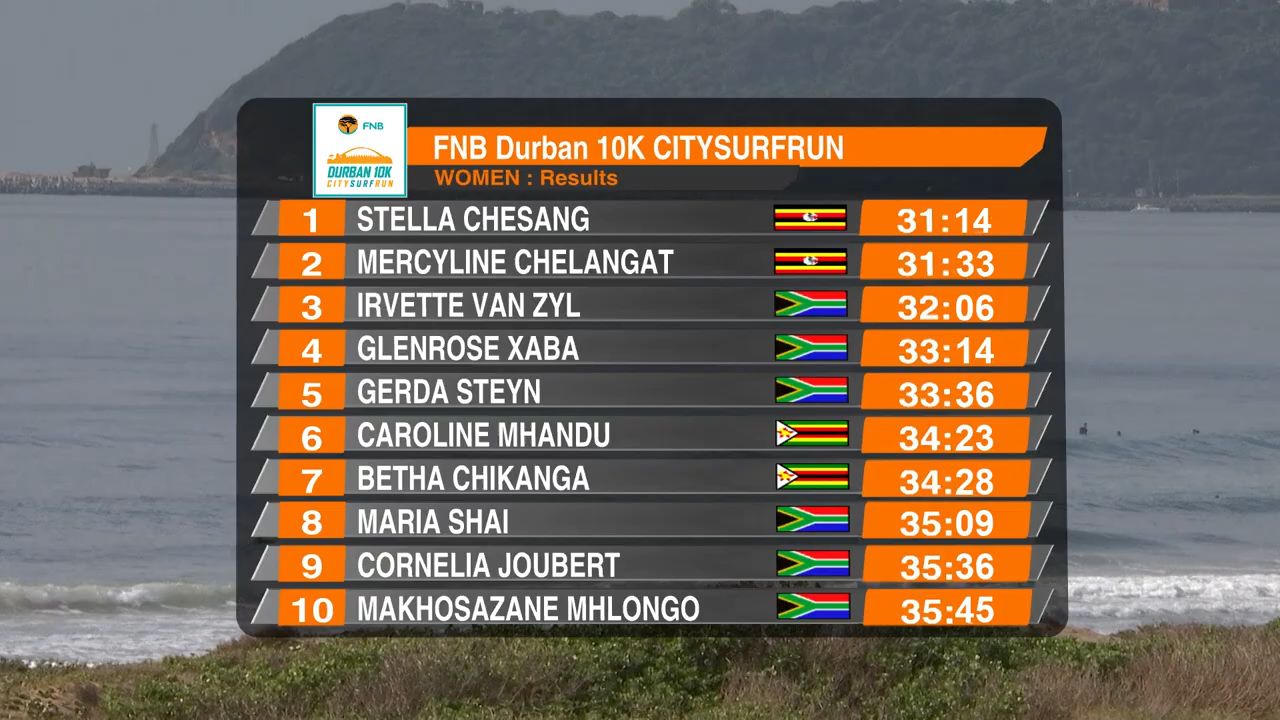 FNB
DURBAN 10K
CITYSURFRUN
FNB Durban 10K CITYSURFRUN
WOMEN : Results
1 STELLA CHESANG 31:14
2 MERCYLINE CHELANGAT 31:33
3 IRVETTE VAN ZYL 32:06
4 GLENROSE XABA 33:14
5 GERDA STEYN 33:36
6 CAROLINE MHANDU 34:23
7 BETHA CHIKANGA 34:28
8 MARIA SHAI 35:09
9 CORNELIA JOUBERT 35:36
10 MAKHOSAZANE MHLONGO 35:45